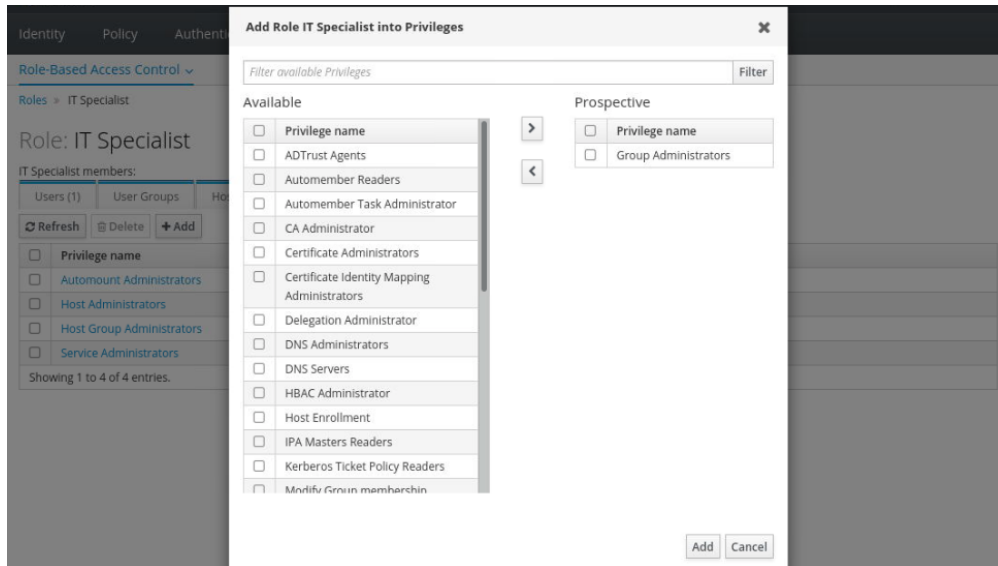 Identity Policy Authenti
Role-Based Access Control
Roles » IT Specialist
Role: IT Specialist
IT Specialist members:
Users (1) User Groups Hos
Refresh Delete + Add
Privilege name
Automount Administrators
Host Administrators
Host Group Administrators
Service Administrators
Showing 1 to 4 of 4 entries.
Add Role IT Specialist into Privileges
Filter available Privileges Filter
Available
Privilege name
ADTrust Agents
Automember Readers
Automember Task Administrator
CA Administrator
Certificate Administrators
Certificate Identity Mapping
Administrators
Delegation Administrator
DNS Administrators
DNS Servers
HBAC Administrator
Host Enrollment
IPA Masters Readers
Kerberos Ticket Policy Readers
Modify Group membership
Prospective
Privilege name
Group Administrators
Add Cancel